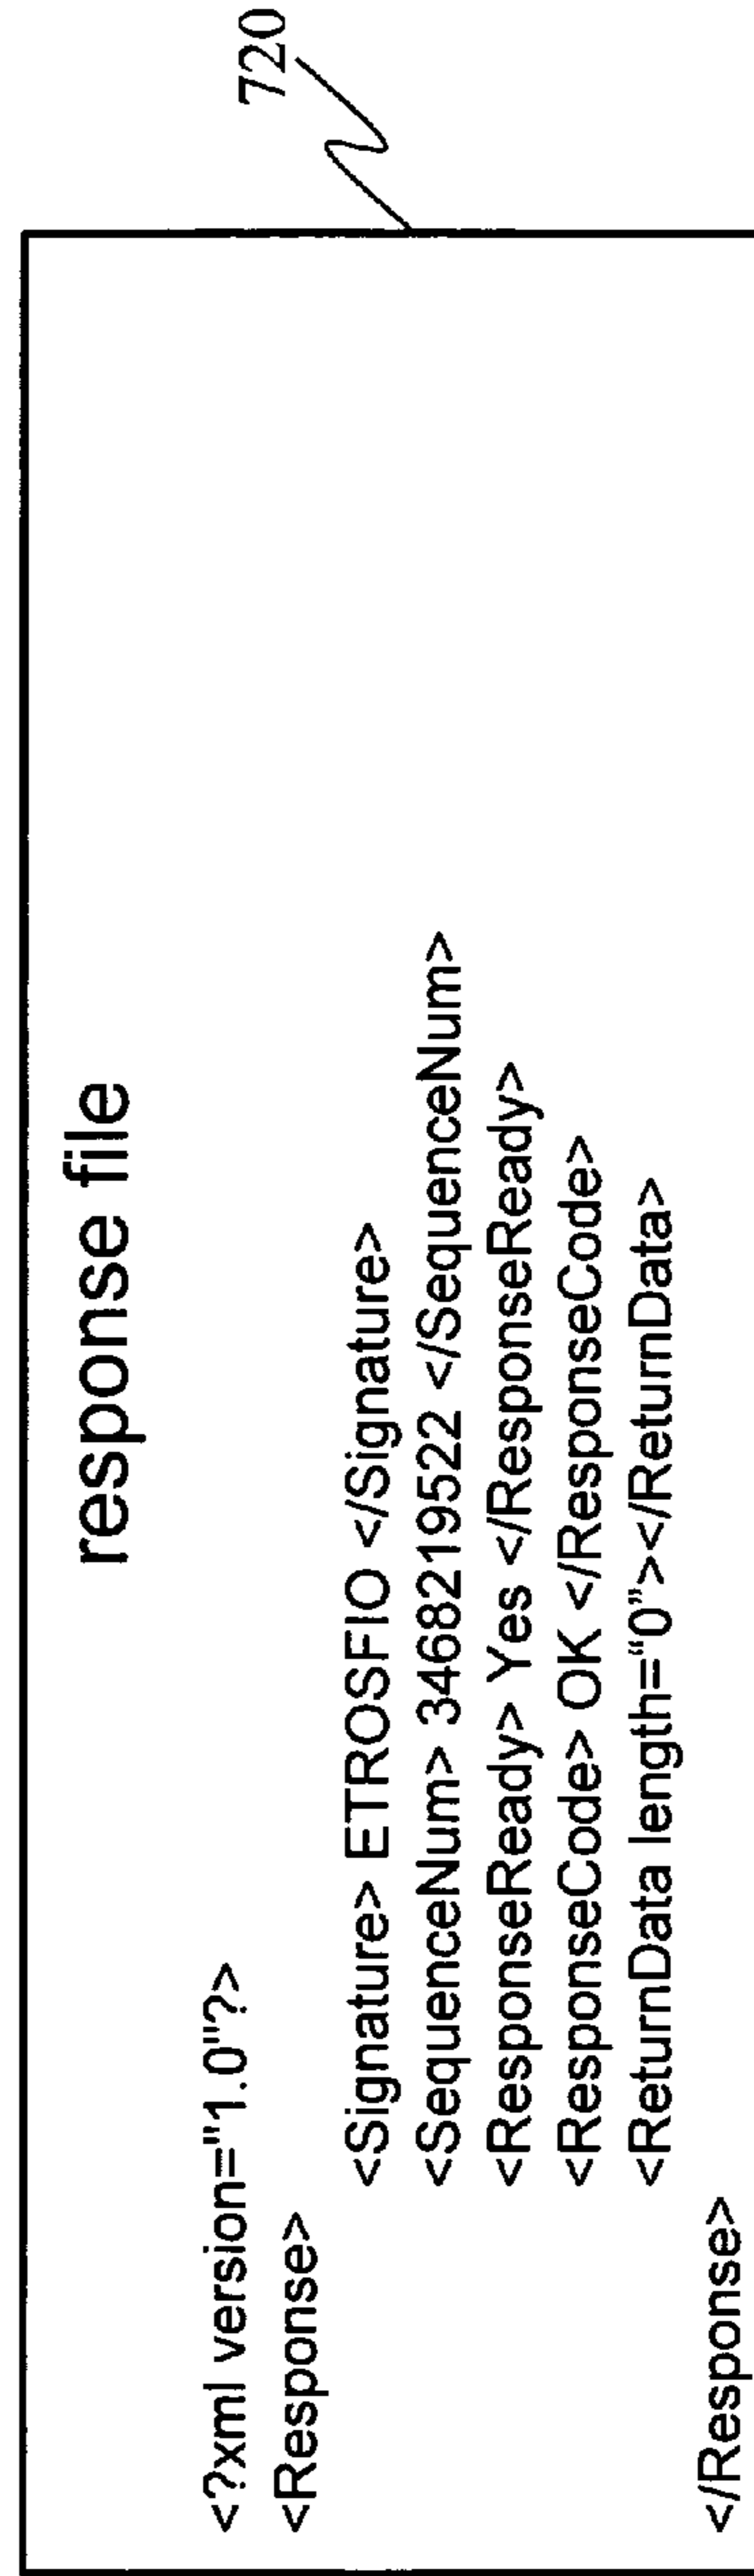 720
response file
<?xml version="1.0"?>
<Response>
<Signature> ETROSFIO </Signature>
<SequenceNum> 3468219522 </SequenceNum>
<ResponseReady> Yes </ResponseReady>
<ResponseCode> OK </ResponseCode>
<ReturnData length=“0”></ReturnData>
</Response>